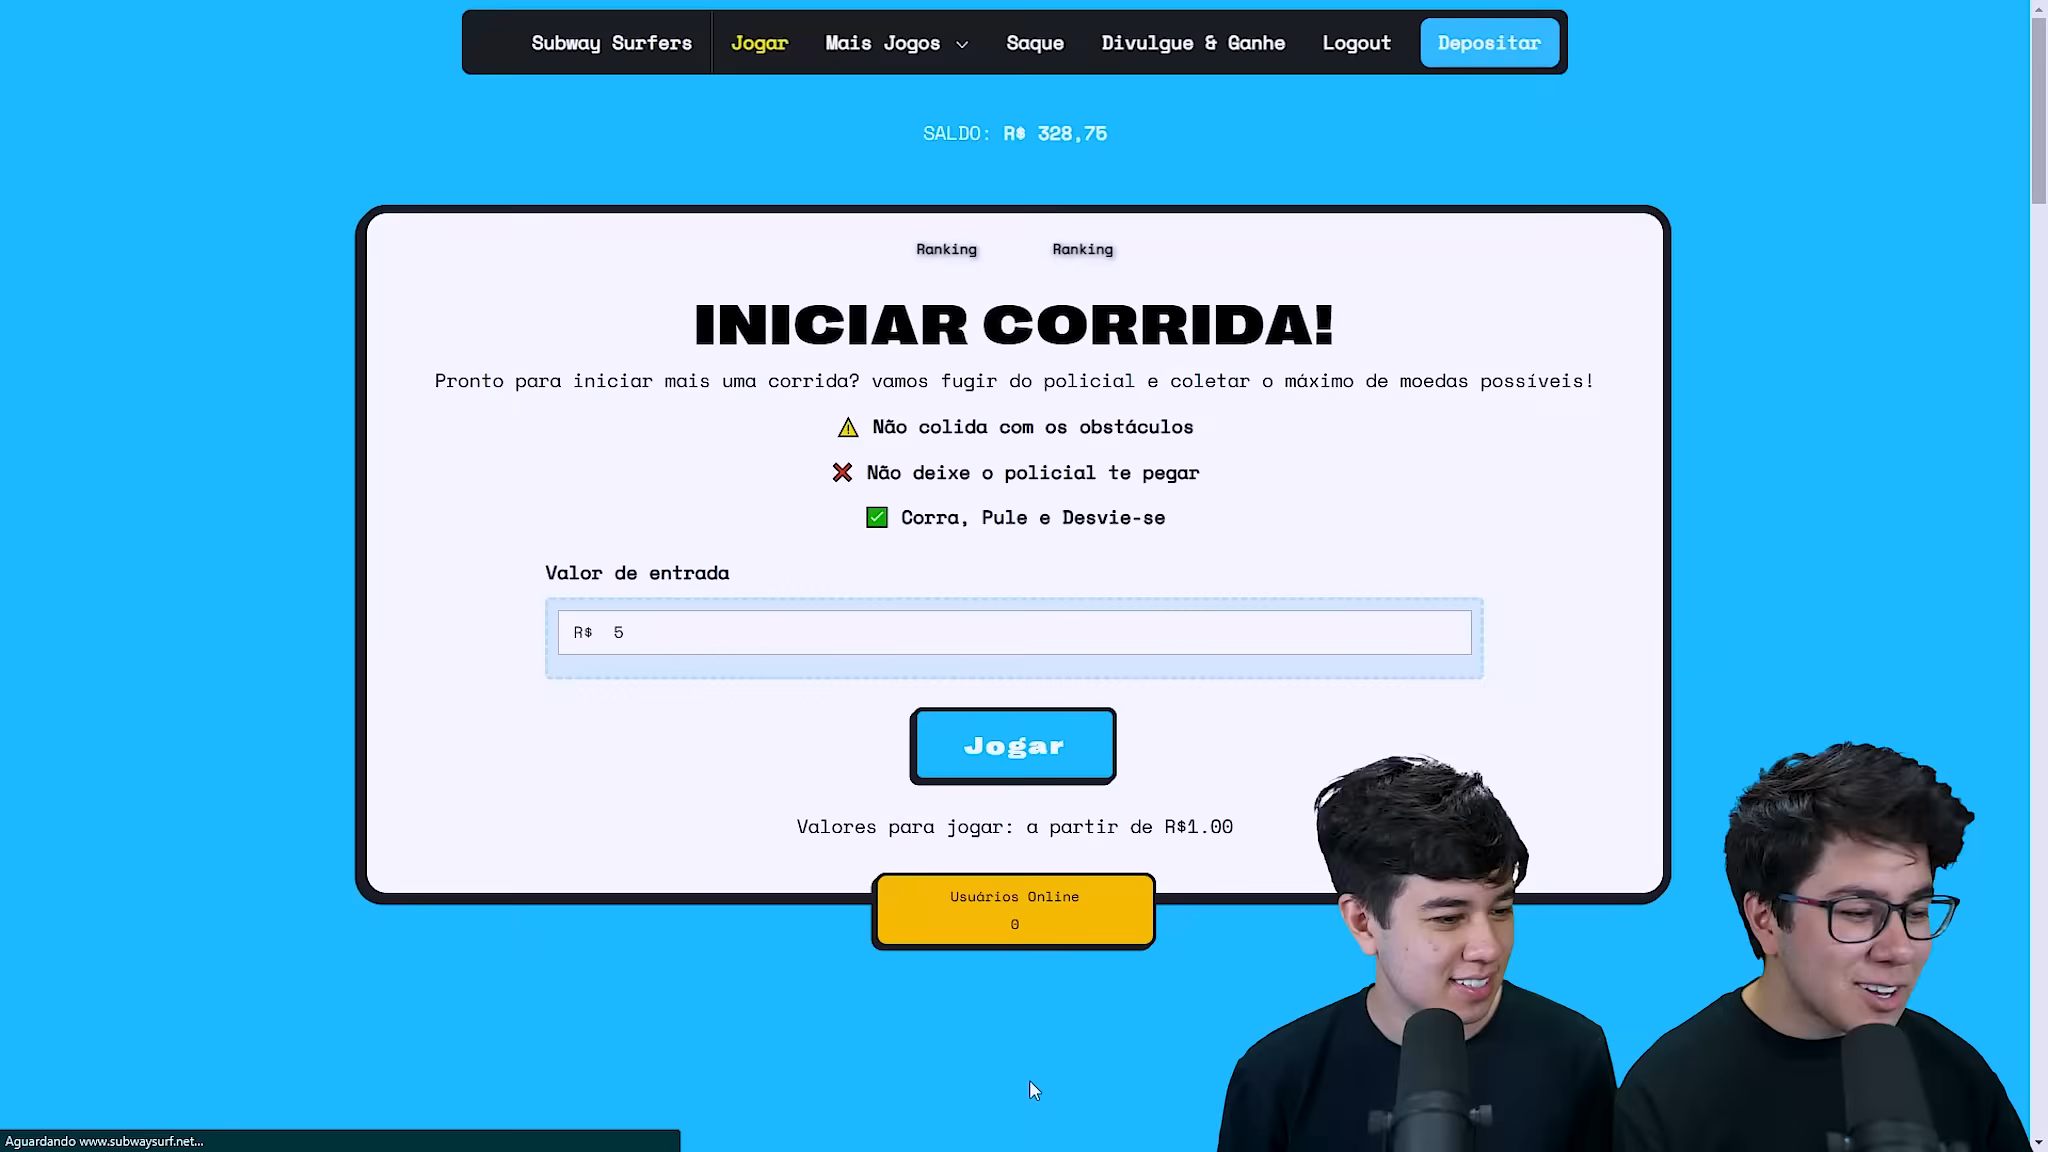 Subway Surfers Jogar Mais Jogos Saque Divulgue & Ganhe Logout Depositar
SALDO: R$ 328,75
Ranking Ranking
INICIAR CORRIDA!
Pronto para iniciar mais uma corrida? vamos fugir do policial e coletar o máximo de moedas possíveis!
Não colida com os obstáculos
Não deixe o policial te pegar
Corra, Pule e Desvie-se
Valor de entrada
R$ 5
Jogar
Valores para jogar: a partir de R$1.00
Usuários Online
0
Aguardando www.subwaysurf.net...